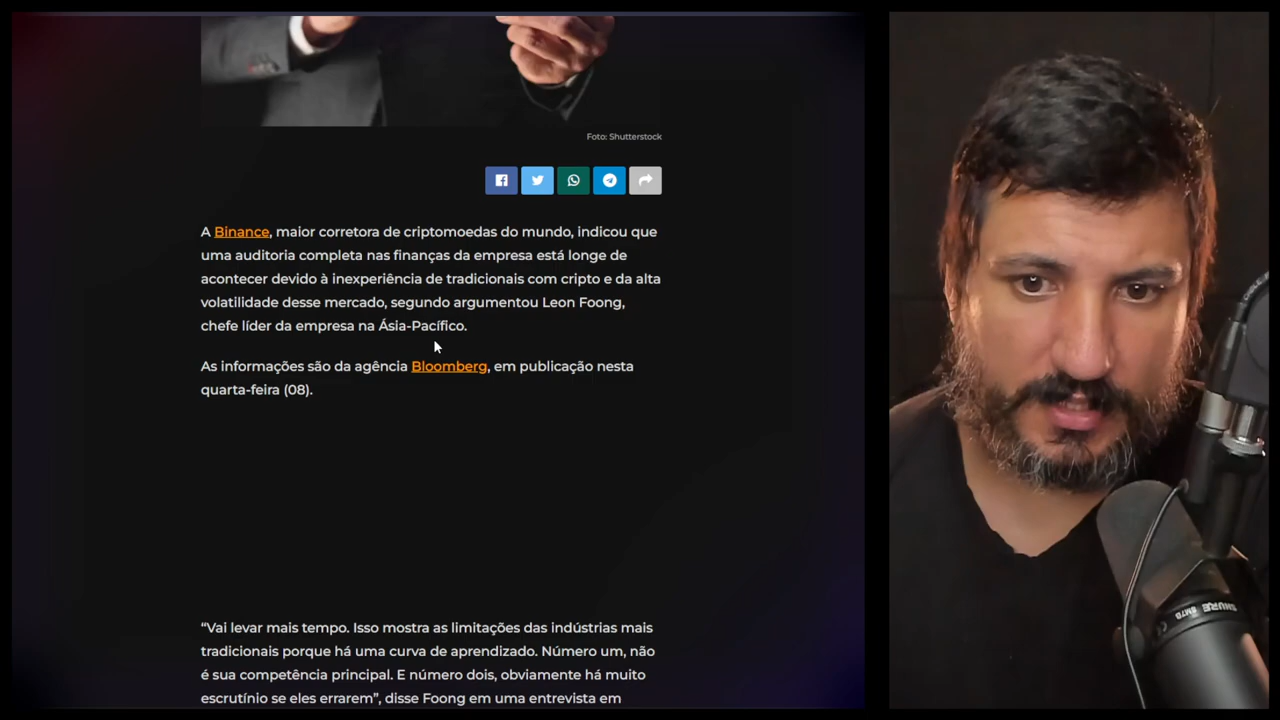 Foto: Shutterstock
A Binance, maior corretora de criptomoedas do mundo, indicou que
uma auditoria completa nas finanças da empresa está longe de
acontecer devido à inexperiência de tradicionais com cripto e da alta
volatilidade desse mercado, segundo argumentou Leon Foong,
chefe líder da empresa na Ásia-Pacífico.
As informações são da agência Bloomberg, em publicação nesta
quarta-feira (08).
“Vai levar mais tempo. Isso mostra as limitações das indústrias mais
tradicionais porque há uma curva de aprendizado. Número um, não
é sua competência principal. E número dois, obviamente há muito
escrutínio se eles errarem”, disse Foong em uma entrevista em
SHURE
SM7B